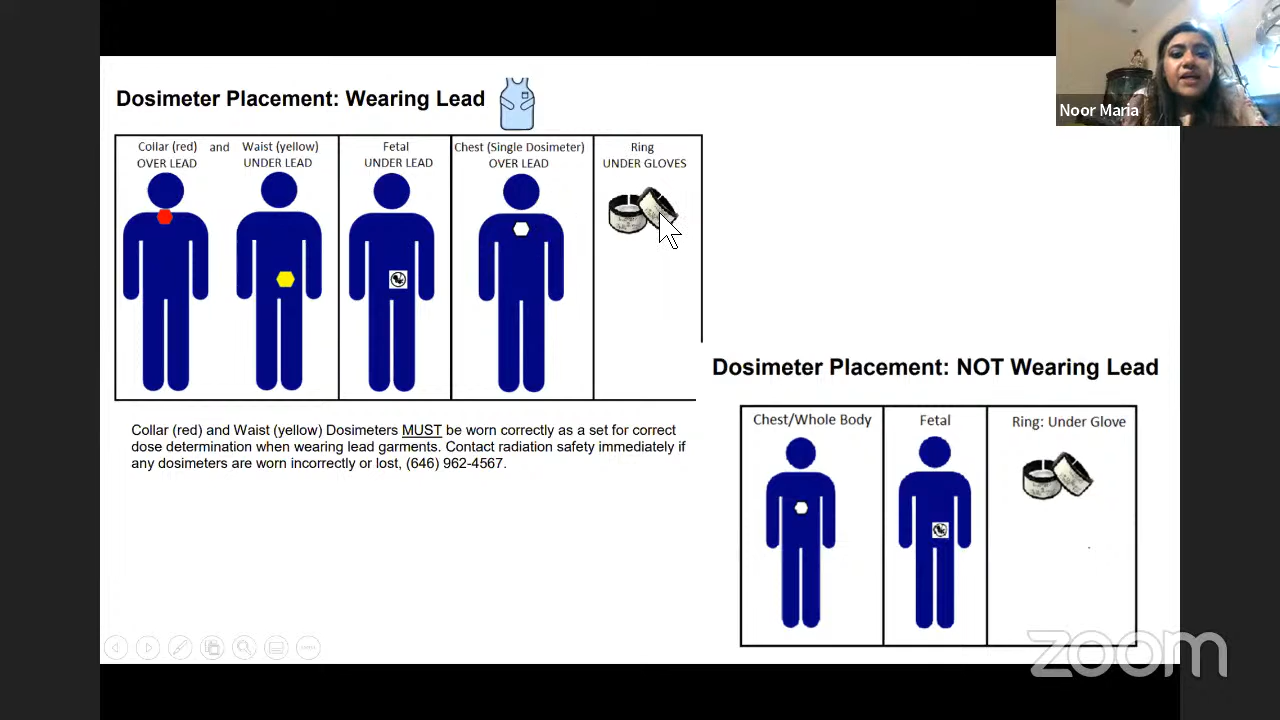 Noor Maria
Dosimeter Placement: Wearing Lead
Collar (red) and Waist (yellow)
OVER LEAD UNDER LEAD
Fetal
UNDER LEAD
Chest (Single Dosimeter)
OVER LEAD
Ring
UNDER GLOVES
Collar (red) and Waist (yellow) Dosimeters MUST be worn correctly as a set for correct
dose determination when wearing lead garments. Contact radiation safety immediately if
any dosimeters are worn incorrectly or lost, (646) 962-4567.
Dosimeter Placement: NOT Wearing Lead
Chest/Whole Body
Fetal
Ring: Under Glove
zoom